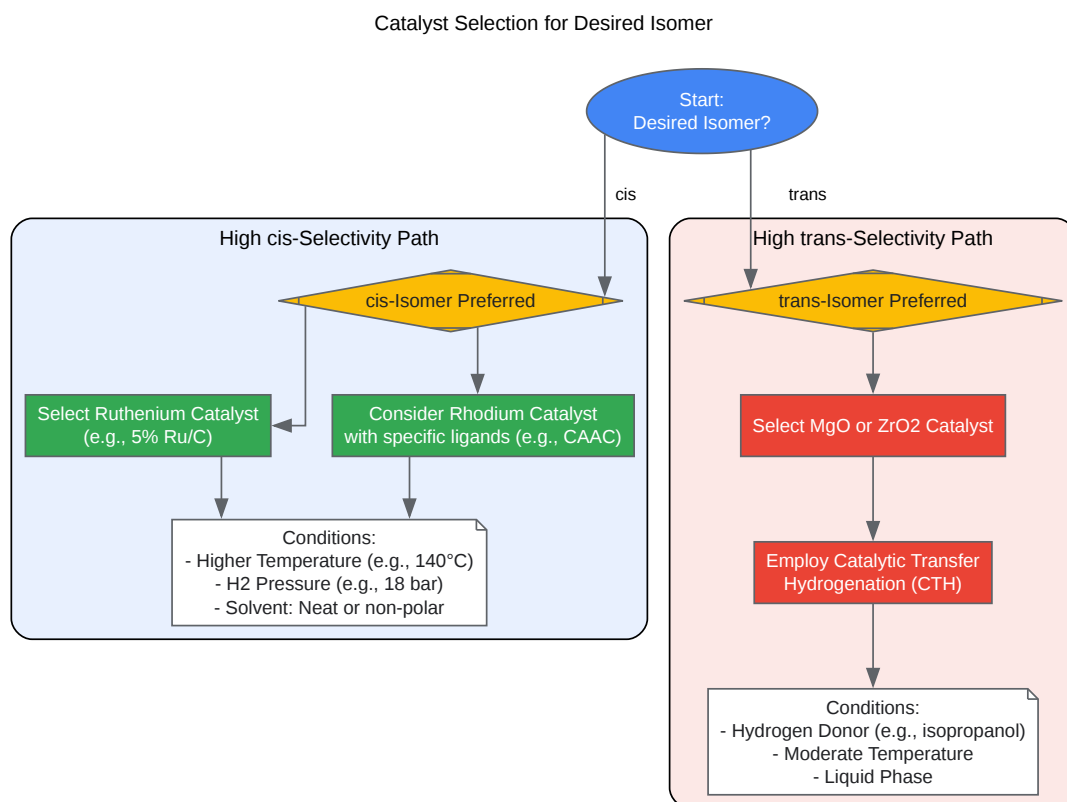 Catalyst Selection for Desired Isomer
Start:
Desired Isomer?
cis
trans
High cis-Selectivity Path
cis-Isomer Preferred
Select Ruthenium Catalyst
(e.g., 5% Ru/C)
Consider Rhodium Catalyst
with specific ligands (e.g., CAAC)
Conditions:
- Higher Temperature (e.g., 140°C)
- H2 Pressure (e.g., 18 bar)
- Solvent: Neat or non-polar
High trans-Selectivity Path
trans-Isomer Preferred
Select MgO or ZrO2 Catalyst
Employ Catalytic Transfer
Hydrogenation (CTH)
Conditions:
- Hydrogen Donor (e.g., isopropanol)
- Moderate Temperature
- Liquid Phase